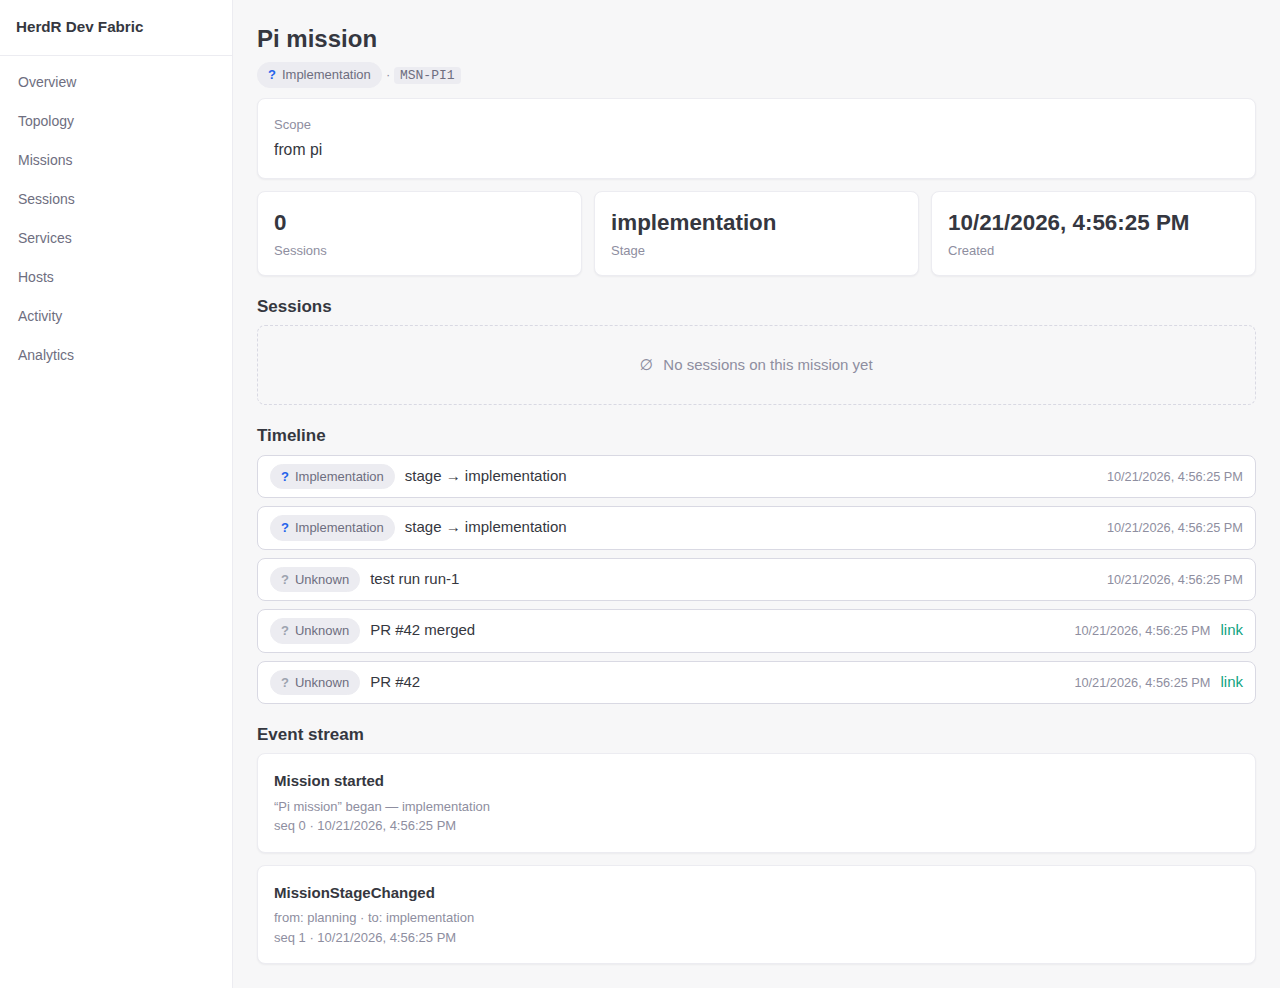 HerdR Dev Fabric
Overview
Topology
Missions
Sessions
Services
Hosts
Activity
Analytics
Pi mission
? Implementation · MSN-PI1
Scope
from pi
0
Sessions
implementation
Stage
10/21/2026, 4:56:25 PM
Created
Sessions
∅ No sessions on this mission yet
Timeline
? Implementation stage → implementation 10/21/2026, 4:56:25 PM
? Implementation stage → implementation 10/21/2026, 4:56:25 PM
? Unknown test run run-1 10/21/2026, 4:56:25 PM
? Unknown PR #42 merged 10/21/2026, 4:56:25 PM link
? Unknown PR #42 10/21/2026, 4:56:25 PM link
Event stream
Mission started
“Pi mission” began — implementation
seq 0 · 10/21/2026, 4:56:25 PM
MissionStageChanged
from: planning · to: implementation
seq 1 · 10/21/2026, 4:56:25 PM